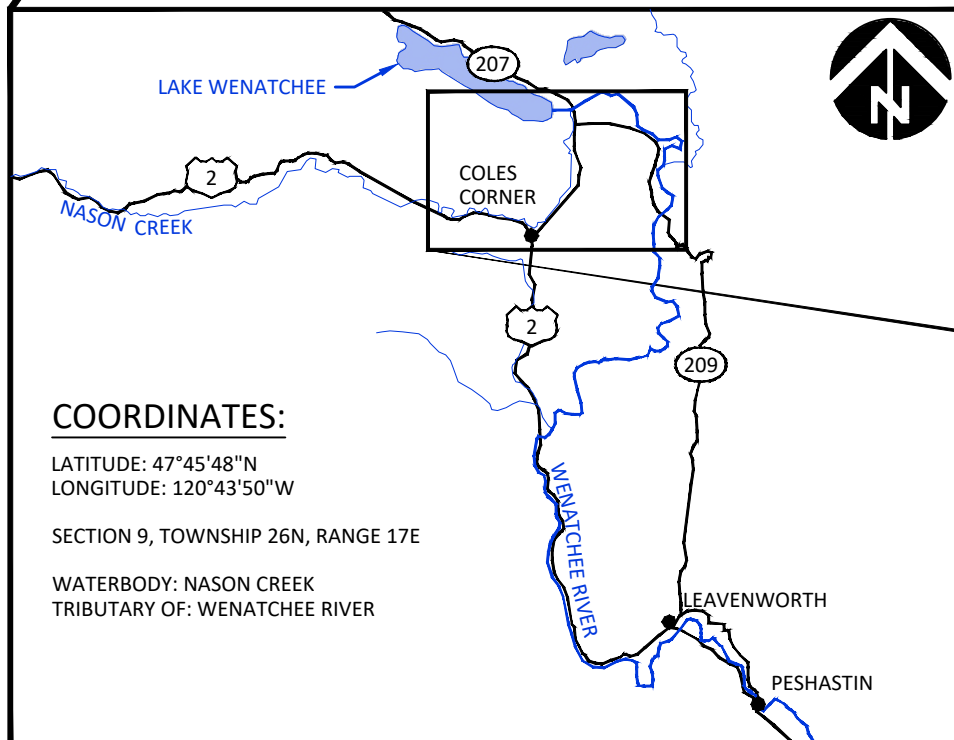 207
LAKE WENATCHEE
N
2
COLES
CORNER
NASON CREEK
2
209
COORDINATES:
LATITUDE: 47°45'48"N
LONGITUDE: 120°43'50"W
SECTION 9, TOWNSHIP 26N, RANGE 17E
WATERBODY: NASON CREEK
TRIBUTARY OF: WENATCHEE RIVER
WENATCHEE RIVER
LEAVENWORTH
PESHASTIN